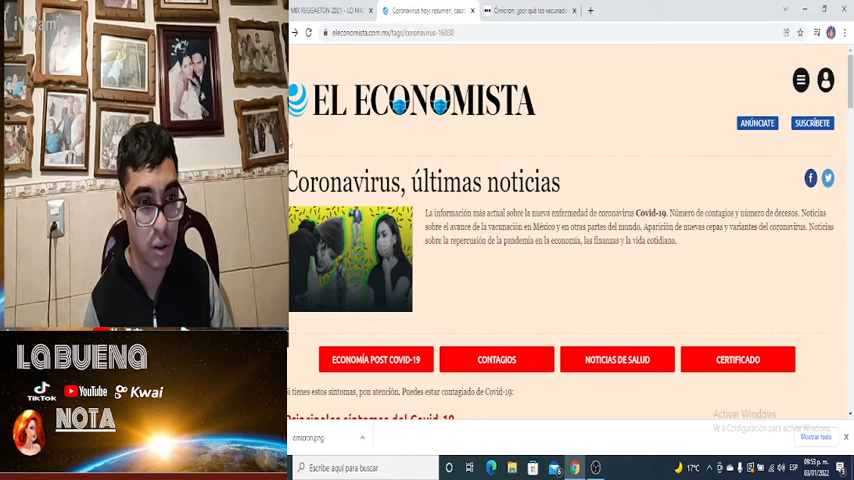 iVCam
MIX REGGAETON 2021 - LO MA
Coronavirus hoy: resumen, casos
Ómicron: ¿por qué los vacunado
eleconomista.com.mx/tags/coronavirus-16038
EL ECONOMISTA
ANÚNCIATE
SUSCRÍBETE
Coronavirus, últimas noticias
La información más actual sobre la nueva enfermedad de coronavirus Covid-19. Número de contagios y número de decesos. Noticias
sobre el avance de la vacunación en México y en otras partes del mundo. Aparición de nuevas cepas y variantes del coronavirus. Noticias
sobre la repercusión de la pandemia en la economía, las finanzas y la vida cotidiana.
ECONOMÍA POST COVID-19
CONTAGIOS
NOTICIAS DE SALUD
CERTIFICADO
Si tienes estos síntomas, pon atención. Puedes estar contagiado de Covid-19:
Principales síntomas del Covid-19
Activar Windows
Ve a Configuración para activar Windows.
omicron.png
Mostrar todo
Escribe aquí para buscar
17°C
ESP
09:53 p.m.
03/01/2022
LA BUENA
TikTok
YouTube
Kwai
NOTA